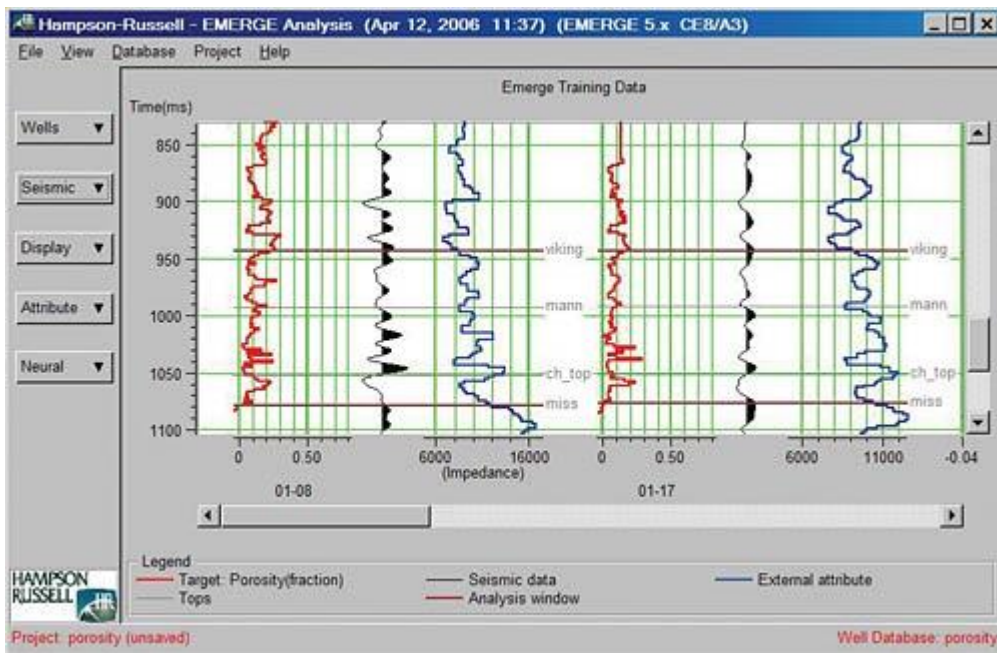 Hampson-Russell - EMERGE Analysis (Apr 12, 2006 11:37) (EMERGE 5.x CE8/A3)
File View Database Project Help
Emerge Training Data
Time(ms)
Wells
Seismic
Display
Attribute
Neural
850
900
950
1000
1050
1100
viking
mann
ch_top
miss
viking
mann
ch_top
miss
0 0.50 6000 16000 0 0.50 6000 11000 -0.04
(Impedance)
01-08 01-17
Legend
Target: Porosity(fraction) Seismic data External attribute
Tops Analysis window
HAMPSON
RUSSELL HR
Project: porosity (unsaved) Well Database: porosity